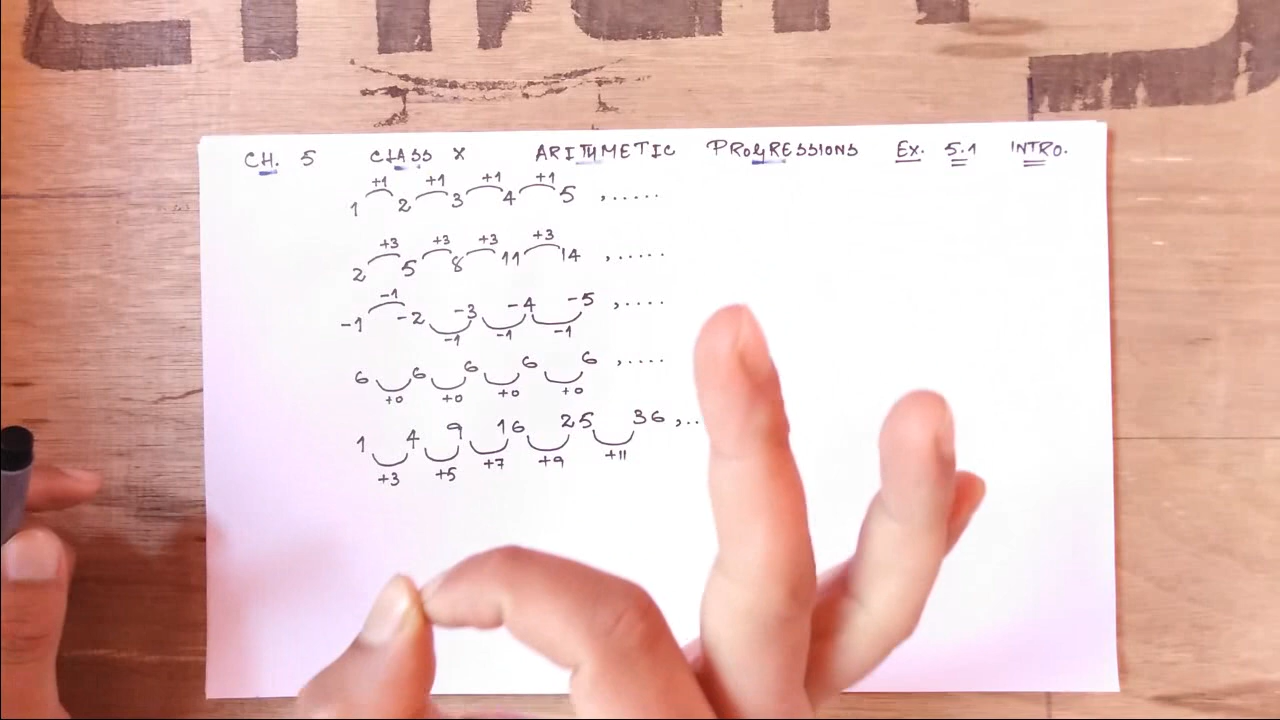 CH. 5 CLASS X ARITHMETIC PROGRESSIONS Ex. 5.1 INTRO.
+1 +1 +1 +1
1 2 3 4 5 ,.....
+3 +3 +3 +3
2 5 8 11 14 ,.....
-1
-1 -2 -3 -4 -5 ,....
-1 -1 -1
6 6 6 6 6 ,....
+0 +0 +0 +0
1 4 9 16 25 36 ,..
+3 +5 +7 +9 +11